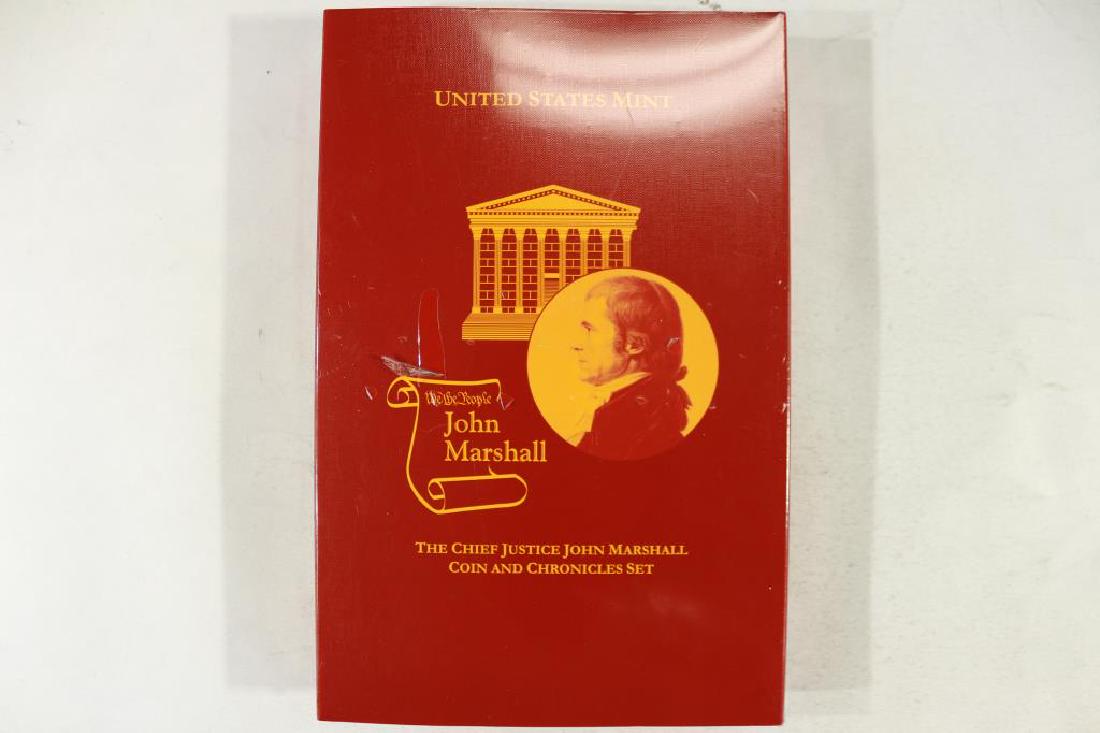 UNITED STATES MINT
We the People
John
Marshall
THE CHIEF JUSTICE JOHN MARSHALL
COIN AND CHRONICLES SET